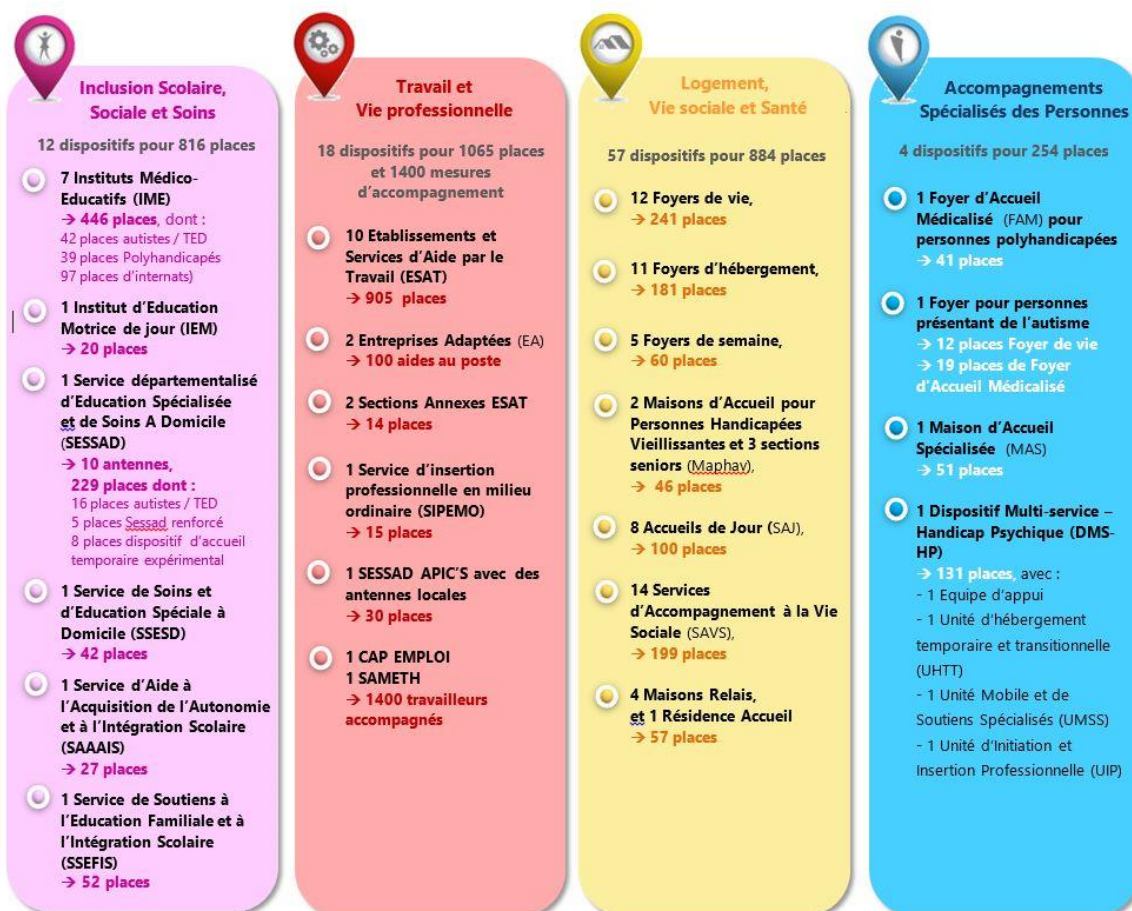 Inclusion Scolaire,
Sociale et Soins
12 dispositifs pour 816 places
7 Instituts Médico-
Educatifs (IME)
→ 446 places, dont :
42 places autistes / TED
39 places Polyhandicapés
97 places d'internats)
1 Institut d'Education
Motrice de jour (IEM)
→ 20 places
1 Service départementalisé
d'Education Spécialisée
et de Soins A Domicile
(SESSAD)
→ 10 antennes,
229 places dont :
16 places autistes / TED
5 places Sessad renforcé
8 places dispositif d'accueil
temporaire expérimental
1 Service de Soins et
d'Education Spéciale à
Domicile (SSESD)
→ 42 places
1 Service d'Aide à
l'Acquisition de l'Autonomie
et à l'Intégration Scolaire
(SAAAIS)
→ 27 places
1 Service de Soutiens à
l'Education Familiale et à
l'Intégration Scolaire
(SSEFIS)
→ 52 places
Travail et
Vie professionnelle
18 dispositifs pour 1065 places
et 1400 mesures
d'accompagnement
10 Etablissements et
Services d'Aide par le
Travail (ESAT)
→ 905 places
2 Entreprises Adaptées (EA)
→ 100 aides au poste
2 Sections Annexes ESAT
→ 14 places
1 Service d'insertion
professionnelle en milieu
ordinaire (SIPEMO)
→ 15 places
1 SESSAD APIC'S avec des
antennes locales
→ 30 places
1 CAP EMPLOI
1 SAMETH
→ 1400 travailleurs
accompagnés
Logement,
Vie sociale et Santé
57 dispositifs pour 884 places
12 Foyers de vie,
→ 241 places
11 Foyers d'hébergement,
→ 181 places
5 Foyers de semaine,
→ 60 places
2 Maisons d'Accueil pour
Personnes Handicapées
Vieillissantes et 3 sections
seniors (Maphav),
→ 46 places
8 Accueils de Jour (SAJ),
→ 100 places
14 Services
d'Accompagnement à la Vie
Sociale (SAVS),
→ 199 places
4 Maisons Relais,
et 1 Résidence Accueil
→ 57 places
Accompagnements
Spécialisés des Personnes
4 dispositifs pour 254 places
1 Foyer d'Accueil
Médicalisé (FAM) pour
personnes polyhandicapées
→ 41 places
1 Foyer pour personnes
présentant de l'autisme
→ 12 places Foyer de vie
→ 19 places de Foyer
d'Accueil Médicalisé
1 Maison d'Accueil
Spécialisée (MAS)
→ 51 places
1 Dispositif Multi-service –
Handicap Psychique (DMS-
HP)
→ 131 places, avec :
- 1 Equipe d'appui
- 1 Unité d'hébergement
temporaire et transitionnelle
(UHTT)
- 1 Unité Mobile et de
Soutiens Spécialisés (UMSS)
- 1 Unité d'Initiation et
Insertion Professionnelle (UIP)